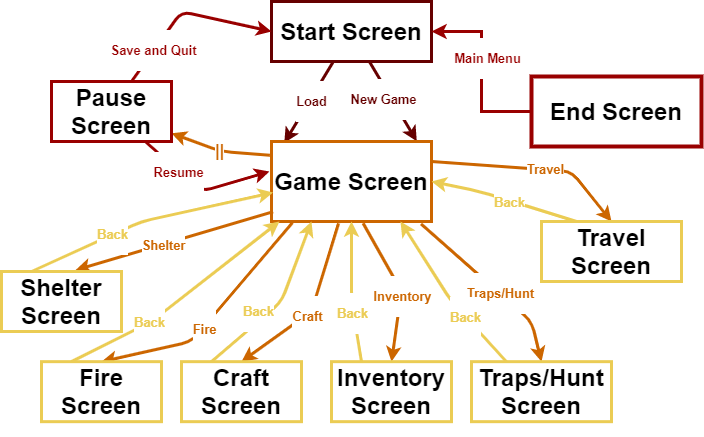 Start Screen
Save and Quit
Main Menu
Pause
Screen
Load
New Game
End Screen
||
Resume
Game Screen
Travel
Back
Back
Shelter
Travel
Screen
Shelter
Screen
Back
Fire
Back
Craft
Back
Inventory
Traps/Hunt
Back
Fire
Screen
Craft
Screen
Inventory
Screen
Traps/Hunt
Screen